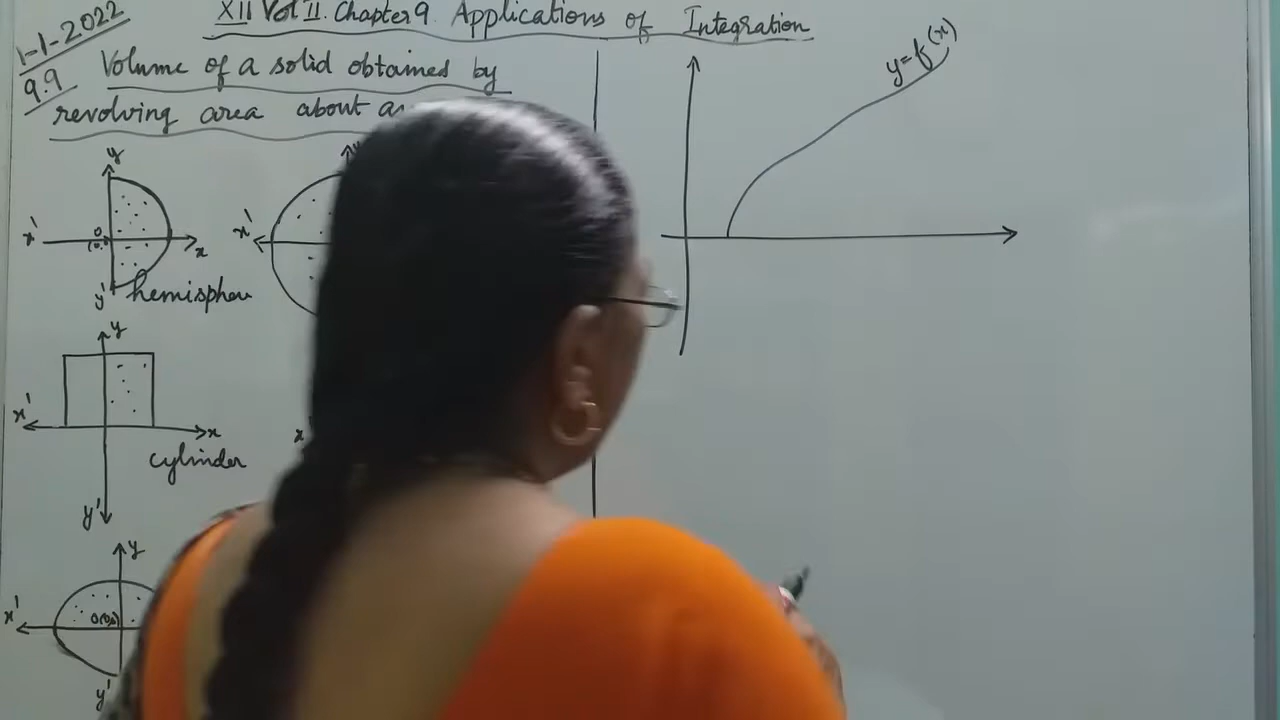 1-1-2022
XII Vol II. Chapter 9. Applications of Integration
9.9 Volume of a solid obtained by
revolving area about
y=f(x)
y
x' O x
y' hemisphere
x'
y
x' x
cylinder
y'
x'
y
x' O
y'